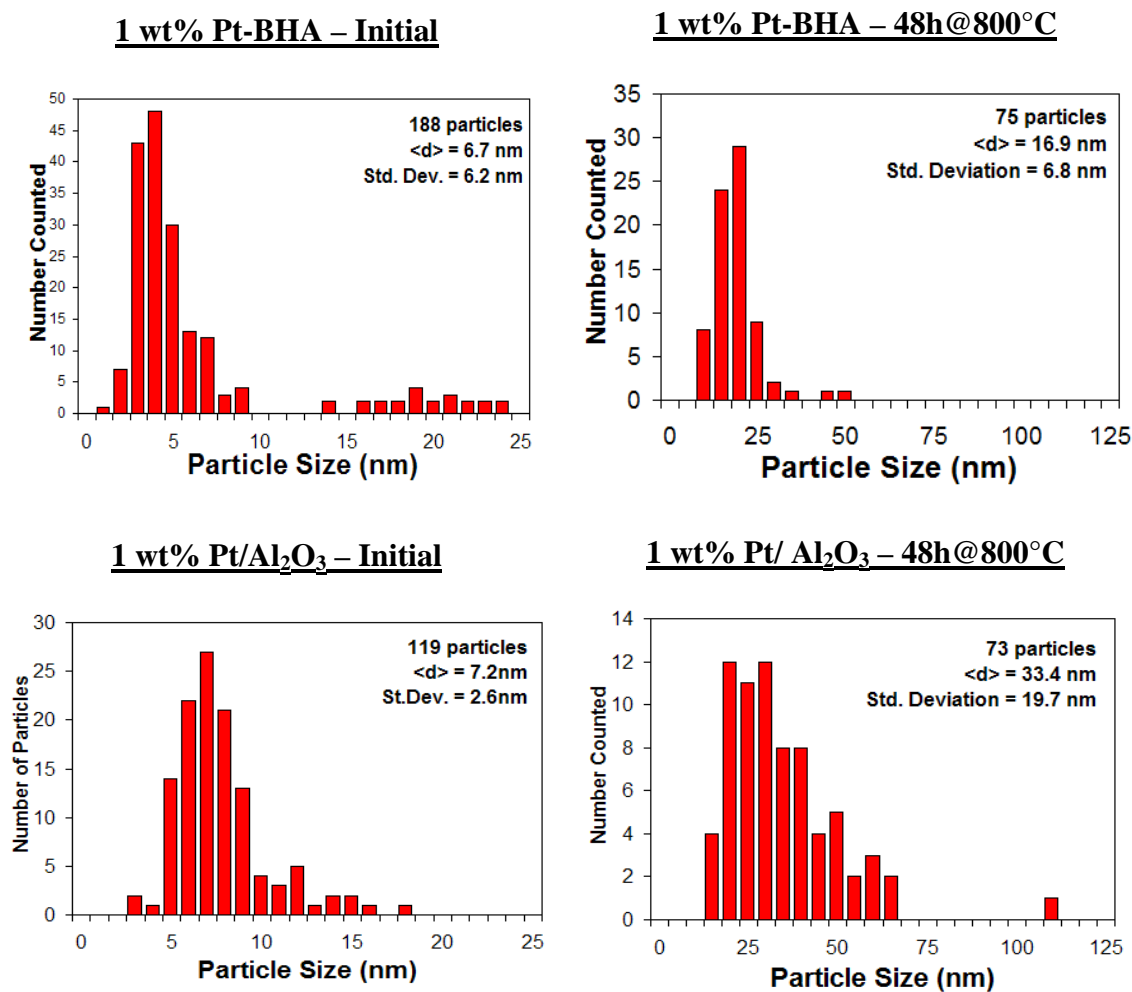 1 wt% Pt-BHA – Initial
50
45
40
35
30
25
20
15
10
5
0
Number Counted
188 particles
<d> = 6.7 nm
Std. Dev. = 6.2 nm
0 5 10 15 20 25
Particle Size (nm)
1 wt% Pt-BHA – 48h@800°C
35
30
25
20
15
10
5
0
Number Counted
75 particles
<d> = 16.9 nm
Std. Deviation = 6.8 nm
0 25 50 75 100 125
Particle Size (nm)
1 wt% Pt/Al₂O₃ – Initial
30
25
20
15
10
5
0
Number of Particles
119 particles
<d> = 7.2nm
St.Dev. = 2.6nm
0 5 10 15 20 25
Particle Size (nm)
1 wt% Pt/ Al₂O₃ – 48h@800°C
14
12
10
8
6
4
2
0
Number Counted
73 particles
<d> = 33.4 nm
Std. Deviation = 19.7 nm
0 25 50 75 100 125
Particle Size (nm)